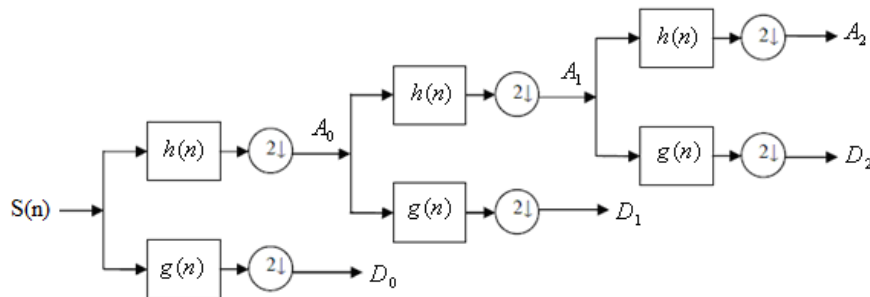 h(n) 2↓ A₂
h(n) 2↓ A₁
h(n) 2↓ A₀
g(n) 2↓ D₂
S(n)
g(n) 2↓ D₁
g(n) 2↓ D₀